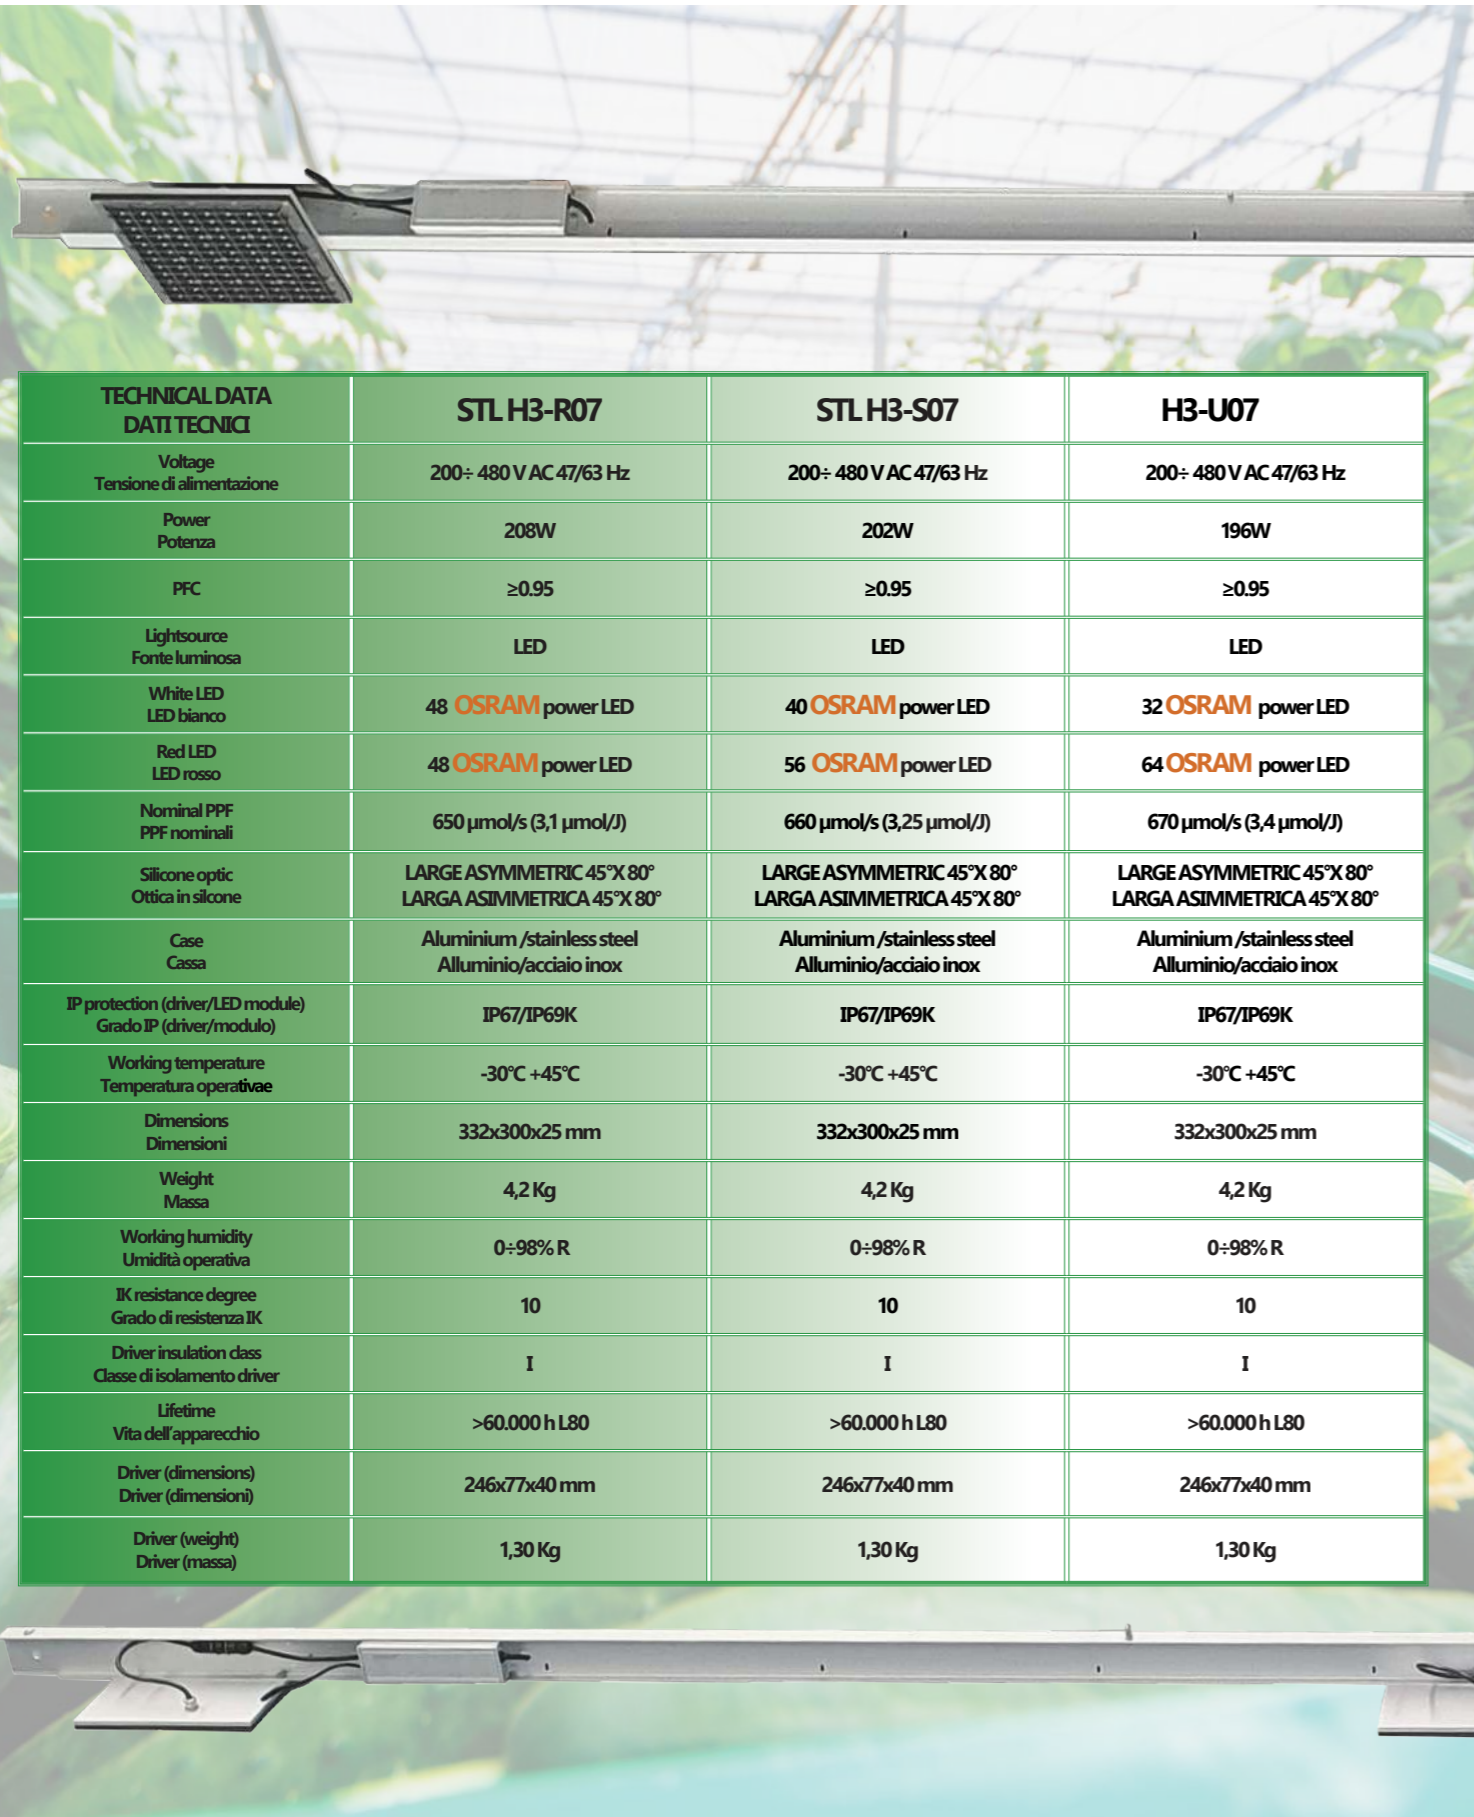 TECHNICAL DATA
DATI TECNICI
STL H3-R07
STL H3-S07
H3-U07
Voltage
Tensione di alimentazione
200÷ 480 V AC 47/63 Hz
200÷ 480 V AC 47/63 Hz
200÷ 480 V AC 47/63 Hz
Power
Potenza
208W
202W
196W
PFC
≥0.95
≥0.95
≥0.95
Lightsource
Fonte luminosa
LED
LED
LED
White LED
LED bianco
48 OSRAM power LED
40 OSRAM power LED
32 OSRAM power LED
Red LED
LED rosso
48 OSRAM power LED
56 OSRAM power LED
64 OSRAM power LED
Nominal PPF
PPF nominali
650 µmol/s (3,1 µmol/J)
660 µmol/s (3,25 µmol/J)
670 µmol/s (3,4 µmol/J)
Silicone optic
Ottica in silcone
LARGE ASYMMETRIC 45°X 80°
LARGA ASIMMETRICA 45°X 80°
LARGE ASYMMETRIC 45°X 80°
LARGA ASIMMETRICA 45°X 80°
LARGE ASYMMETRIC 45°X 80°
LARGA ASIMMETRICA 45°X 80°
Case
Cassa
Aluminium /stainless steel
Alluminio/acciaio inox
Aluminium /stainless steel
Alluminio/acciaio inox
Aluminium /stainless steel
Alluminio/acciaio inox
IP protection (driver/LED module)
Grado IP (driver/modulo)
IP67/IP69K
IP67/IP69K
IP67/IP69K
Working temperature
Temperatura operativae
-30°C +45°C
-30°C +45°C
-30°C +45°C
Dimensions
Dimensioni
332x300x25 mm
332x300x25 mm
332x300x25 mm
Weight
Massa
4,2 Kg
4,2 Kg
4,2 Kg
Working humidity
Umidità operativa
0÷98% R
0÷98% R
0÷98% R
IK resistance degree
Grado di resistenza IK
10
10
10
Driver insulation class
Classe di isolamento driver
I
I
I
Lifetime
Vita dell'apparecchio
>60.000 h L80
>60.000 h L80
>60.000 h L80
Driver (dimensions)
Driver (dimensioni)
246x77x40 mm
246x77x40 mm
246x77x40 mm
Driver (weight)
Driver (massa)
1,30 Kg
1,30 Kg
1,30 Kg